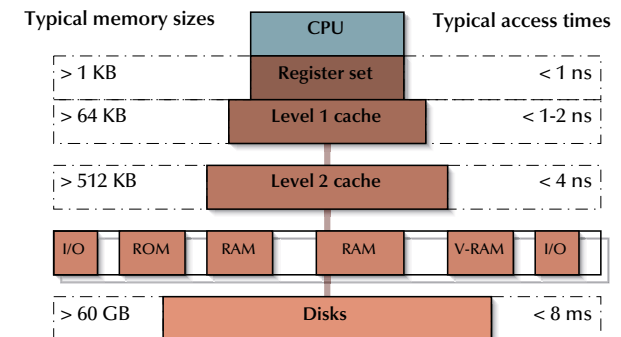 Typical memory sizes CPU Typical access times
> 1 KB Register set < 1 ns
> 64 KB Level 1 cache < 1-2 ns
> 512 KB Level 2 cache < 4 ns
I/O ROM RAM RAM V-RAM I/O
> 60 GB Disks < 8 ms